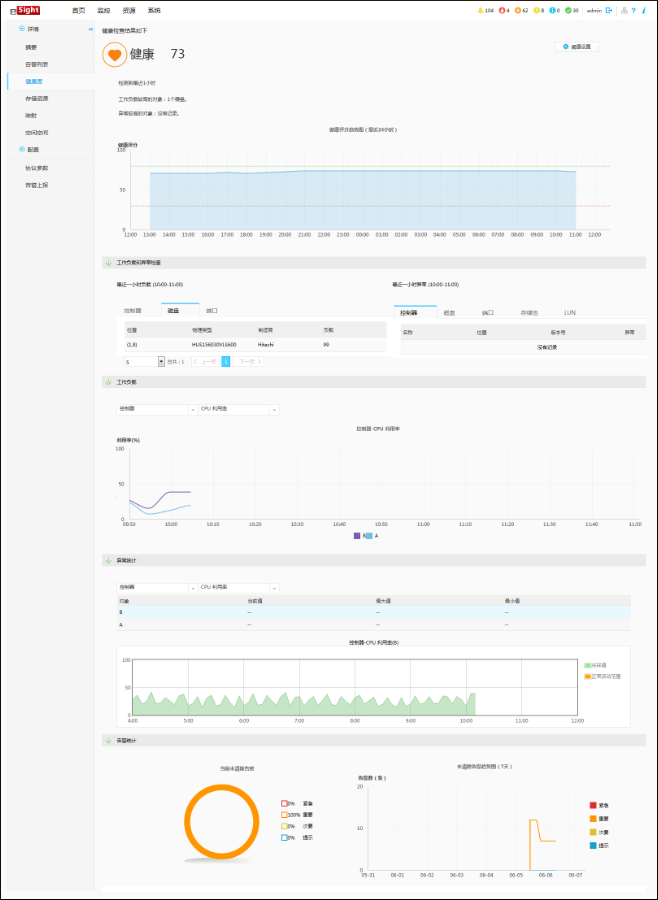 eSight 首页 监控 资源 系统 104 4 62 8 0 30 admin
详情
摘要
告警列表
健康度
存储资源
映射
空间空闲
配置
协议参数
告警上报
健康检查结果如下
健康 73
阈值设置
检测到最近1小时
工作负载较高的对象：1个硬盘。
异常较高的对象：没有记录。
健康评分趋势图（最近24小时）
健康评分
100
50
0
12:00 13:00 14:00 15:00 16:00 17:00 18:00 19:00 20:00 21:00 22:00 23:00 00:00 01:00 02:00 03:00 04:00 05:00 06:00 07:00 08:00 09:00 10:00 11:00 12:00
工作负载和异常检查
最近一小时负载 (10:00-11:00)
控制器 磁盘 端口
位置 物理类型 制造商 负载
(1,8) HUS156030VLS600 Hitachi 99
5 总共：1 上一页 1 下一页
最近一小时异常 (10:00-11:00)
控制器 磁盘 端口 存储池 LUN
名称 位置 版本号 异常
没有记录
工作负载
控制器 CPU 利用率
控制器-CPU 利用率
利用率(%)
100
50
0
09:50 10:00 10:10 10:20 10:30 10:40 10:50 11:00 11:10 11:20 11:30 11:40 11:50
B A
异常统计
控制器 CPU 利用率
对象 当前值 最大值 最小值
B -- -- --
A -- -- --
控制器-CPU 利用率(B)
100
50
0
4:00 5:00 6:00 7:00 8:00 9:00 10:00 11:00 12:00
采样值
正常波动范围
告警统计
当前未清除告警
0% 紧急
100% 重要
0% 次要
0% 提示
未清除告警趋势图（7天）
告警数（条）
20
10
0
05-31 06-01 06-02 06-03 06-04 06-05 06-06 06-07
紧急
重要
次要
提示